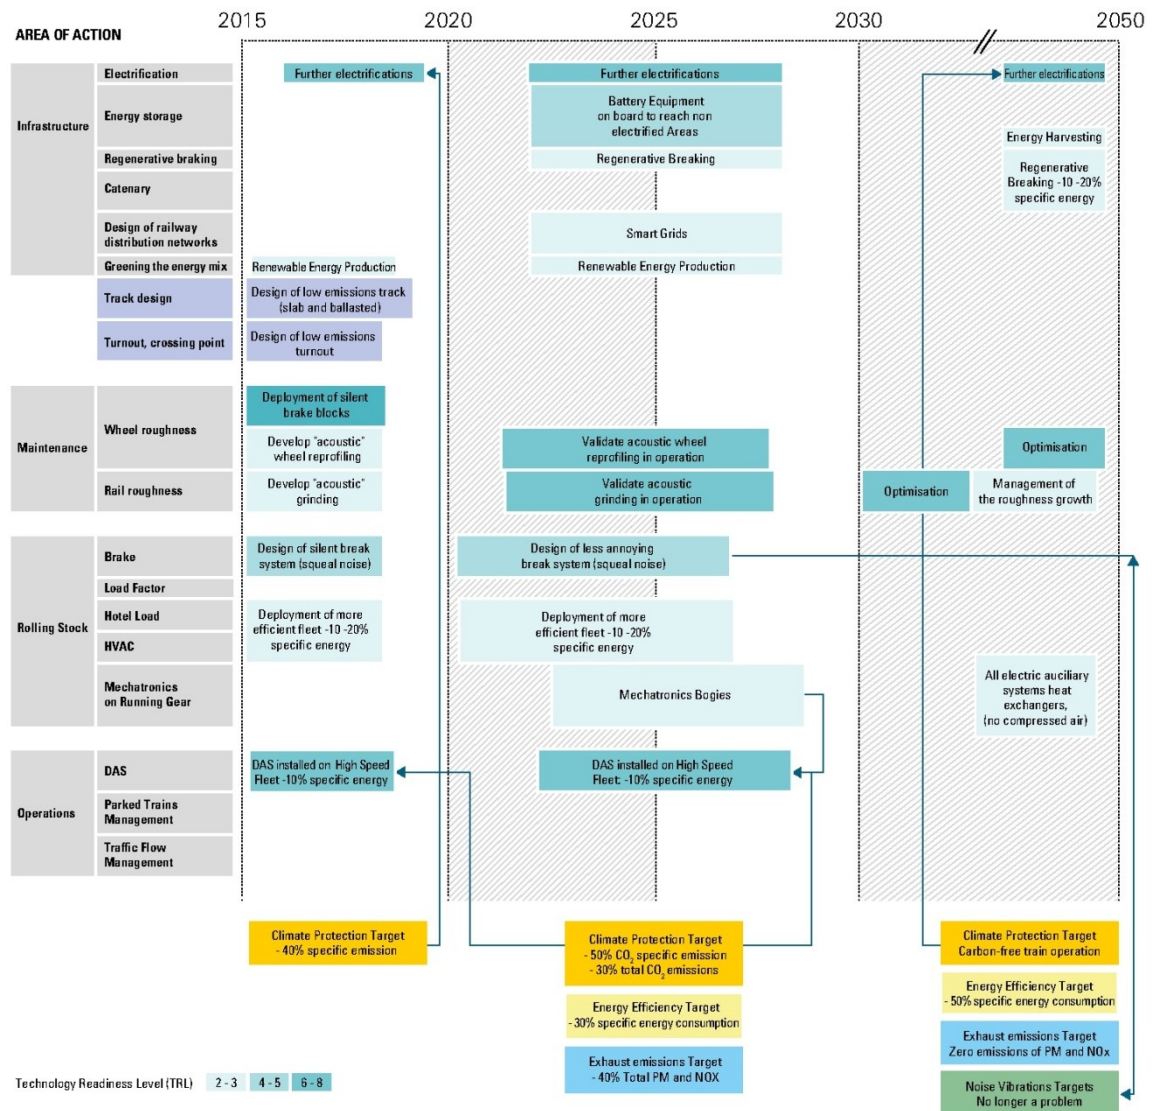 2015
2020
2025
2030
2050
AREA OF ACTION
Infrastructure
Electrification
Further electrifications
Further electrifications
Further electrifications
Energy storage
Battery Equipment
on board to reach non
electrified Areas
Energy Harvesting
Regenerative braking
Regenerative Breaking
Regenerative
Breaking -10 -20%
specific energy
Catenary
Design of railway
distribution networks
Smart Grids
Greening the energy mix
Renewable Energy Production
Renewable Energy Production
Track design
Design of low emissions track
(slab and ballasted)
Turnout, crossing point
Design of low emissions
turnout
Maintenance
Wheel roughness
Deployment of silent
brake blocks
Develop "acoustic"
wheel reprofiling
Validate acoustic wheel
reprofiling in operation
Optimisation
Rail roughness
Develop "acoustic"
grinding
Validate acoustic
grinding in operation
Optimisation
Management of
the roughness growth
Rolling Stock
Brake
Design of silent break
system (squeal noise)
Design of less annoying
break system (squeal noise)
Load Factor
Hotel Load
HVAC
Deployment of more
efficient fleet -10 -20%
specific energy
Deployment of more
efficient fleet -10 -20%
specific energy
Mechatronics
on Running Gear
Mechatronics Bogies
All electric auciliary
systems heat
exchangers,
(no compressed air)
Operations
DAS
DAS installed on High Speed
Fleet -10% specific energy
DAS installed on High Speed
Fleet: -10% specific energy
Parked Trains
Management
Traffic Flow
Management
Climate Protection Target
- 40% specific emission
Climate Protection Target
- 50% CO₂ specific emission
- 30% total CO₂ emissions
Climate Protection Target
Carbon-free train operation
Energy Efficiency Target
- 30% specific energy consumption
Energy Efficiency Target
- 50% specific energy consumption
Exhaust emissions Target
- 40% Total PM and NOX
Exhaust emissions Target
Zero emissions of PM and NOx
Noise Vibrations Targets
No longer a problem
Technology Readiness Level (TRL) 2 - 3 4 - 5 6 - 8